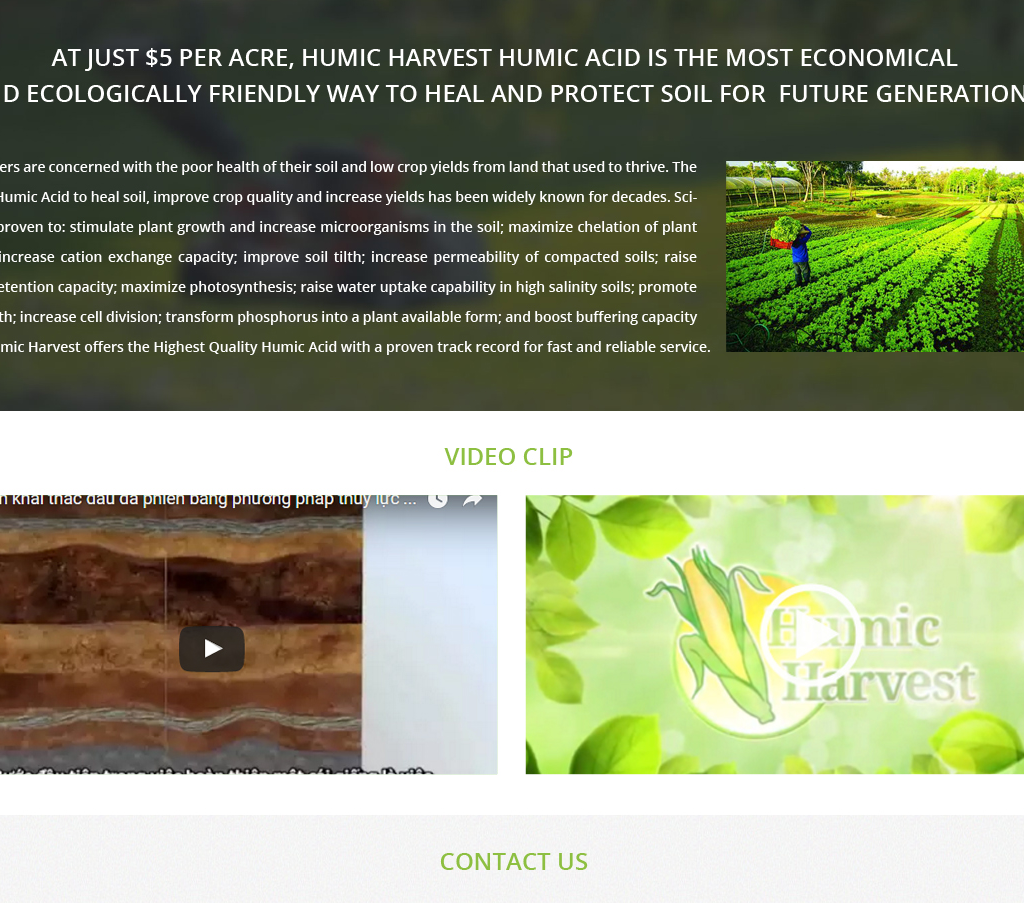 AT JUST $5 PER ACRE, HUMIC HARVEST HUMIC ACID IS THE MOST ECONOMICAL
D ECOLOGICALLY FRIENDLY WAY TO HEAL AND PROTECT SOIL FOR FUTURE GENERATION
ers are concerned with the poor health of their soil and low crop yields from land that used to thrive. The
Humic Acid to heal soil, improve crop quality and increase yields has been widely known for decades. Sci-
proven to: stimulate plant growth and increase microorganisms in the soil; maximize chelation of plant
increase cation exchange capacity; improve soil tilth; increase permeability of compacted soils; raise
etention capacity; maximize photosynthesis; raise water uptake capability in high salinity soils; promote
th; increase cell division; transform phosphorus into a plant available form; and boost buffering capacity
mic Harvest offers the Highest Quality Humic Acid with a proven track record for fast and reliable service.
VIDEO CLIP
khai thác dầu đá phiến bằng phương pháp thủy lực ...
Humic
Harvest
CONTACT US